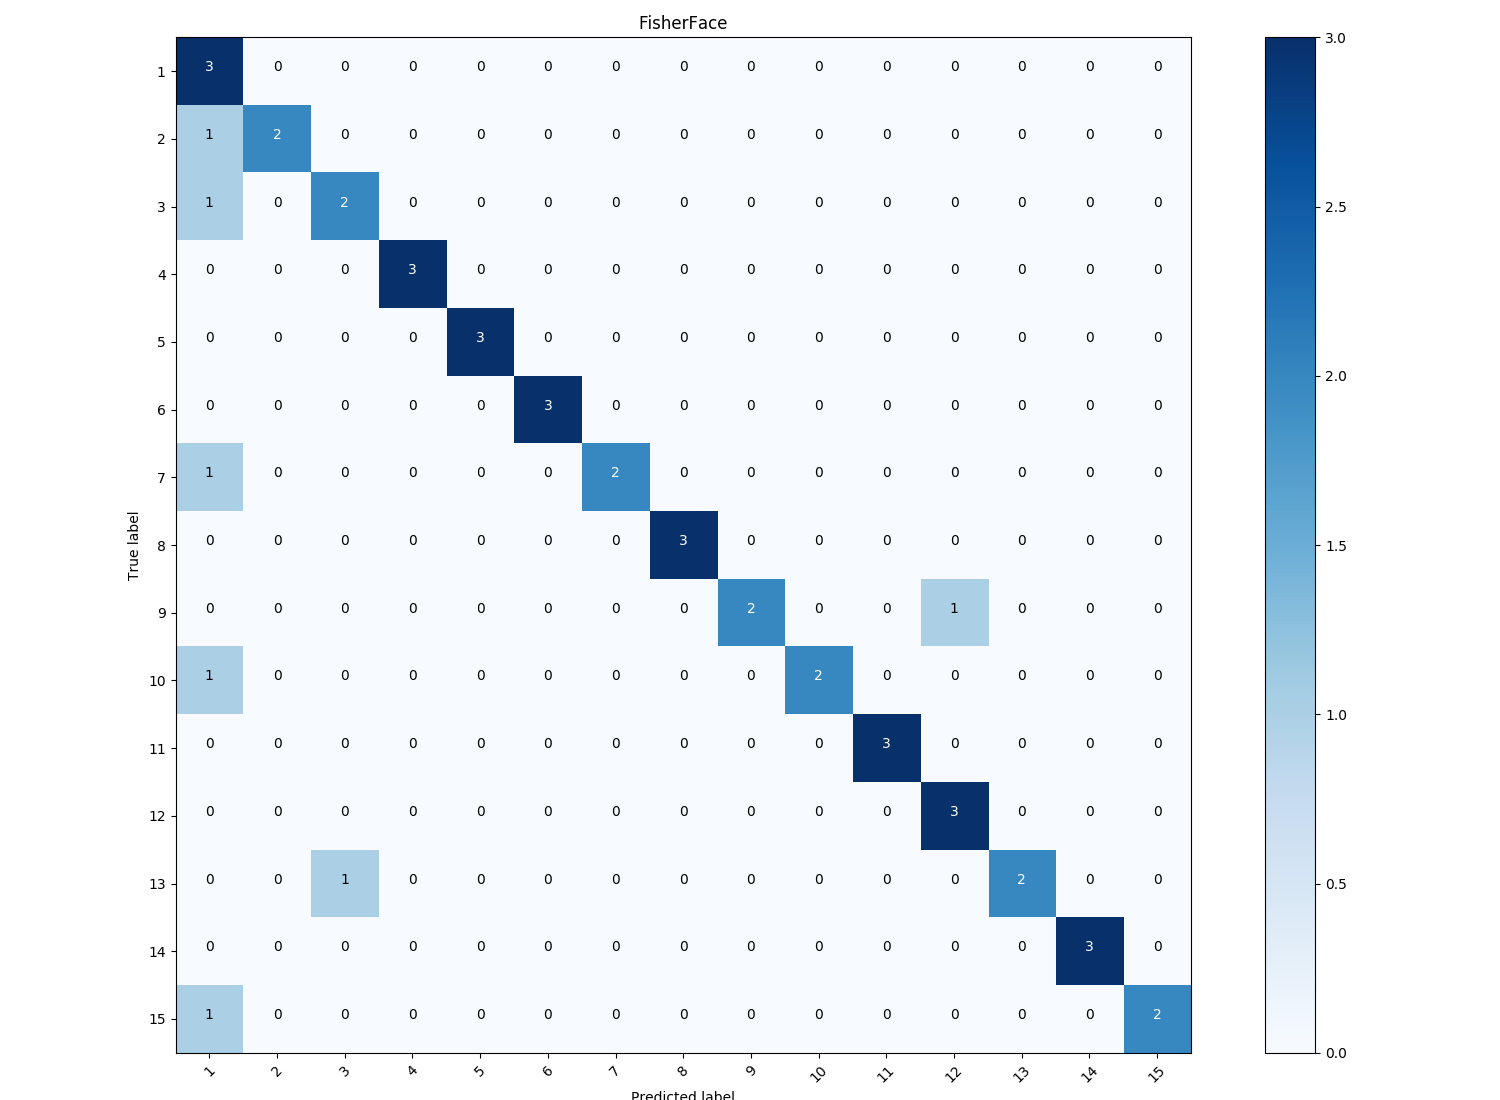 FisherFace
1 3 0 0 0 0 0 0 0 0 0 0 0 0 0 0
2 1 2 0 0 0 0 0 0 0 0 0 0 0 0 0
3 1 0 2 0 0 0 0 0 0 0 0 0 0 0 0
4 0 0 0 3 0 0 0 0 0 0 0 0 0 0 0
5 0 0 0 0 3 0 0 0 0 0 0 0 0 0 0
6 0 0 0 0 0 3 0 0 0 0 0 0 0 0 0
7 1 0 0 0 0 0 2 0 0 0 0 0 0 0 0
8 0 0 0 0 0 0 0 3 0 0 0 0 0 0 0
9 0 0 0 0 0 0 0 0 2 0 0 1 0 0 0
10 1 0 0 0 0 0 0 0 0 2 0 0 0 0 0
11 0 0 0 0 0 0 0 0 0 0 3 0 0 0 0
12 0 0 0 0 0 0 0 0 0 0 0 3 0 0 0
13 0 0 1 0 0 0 0 0 0 0 0 0 2 0 0
14 0 0 0 0 0 0 0 0 0 0 0 0 0 3 0
15 1 0 0 0 0 0 0 0 0 0 0 0 0 0 2
1 2 3 4 5 6 7 8 9 10 11 12 13 14 15
True label
Predicted label
3.0
2.5
2.0
1.5
1.0
0.5
0.0